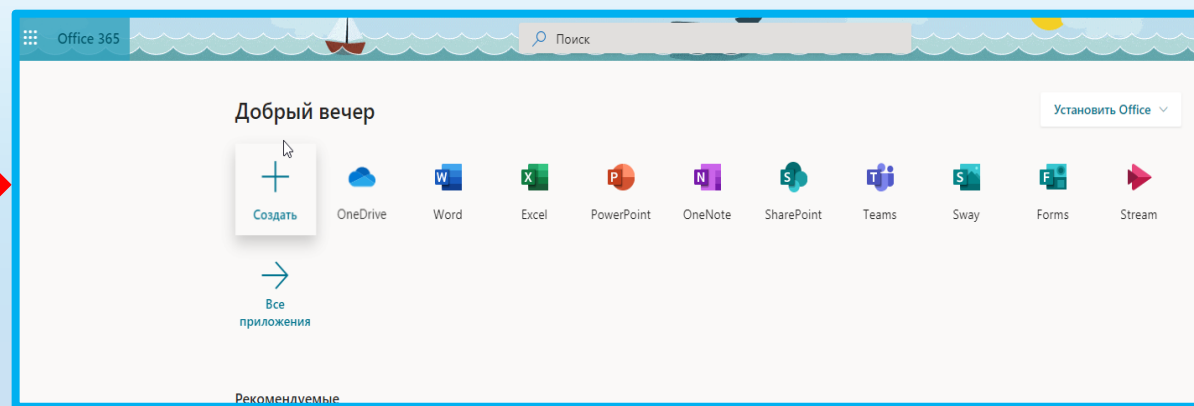 Office 365
Поиск
Добрый вечер
Установить Office
Создать
OneDrive
Word
Excel
PowerPoint
OneNote
SharePoint
Teams
Sway
Forms
Stream
Все
приложения
Рекомендуемые